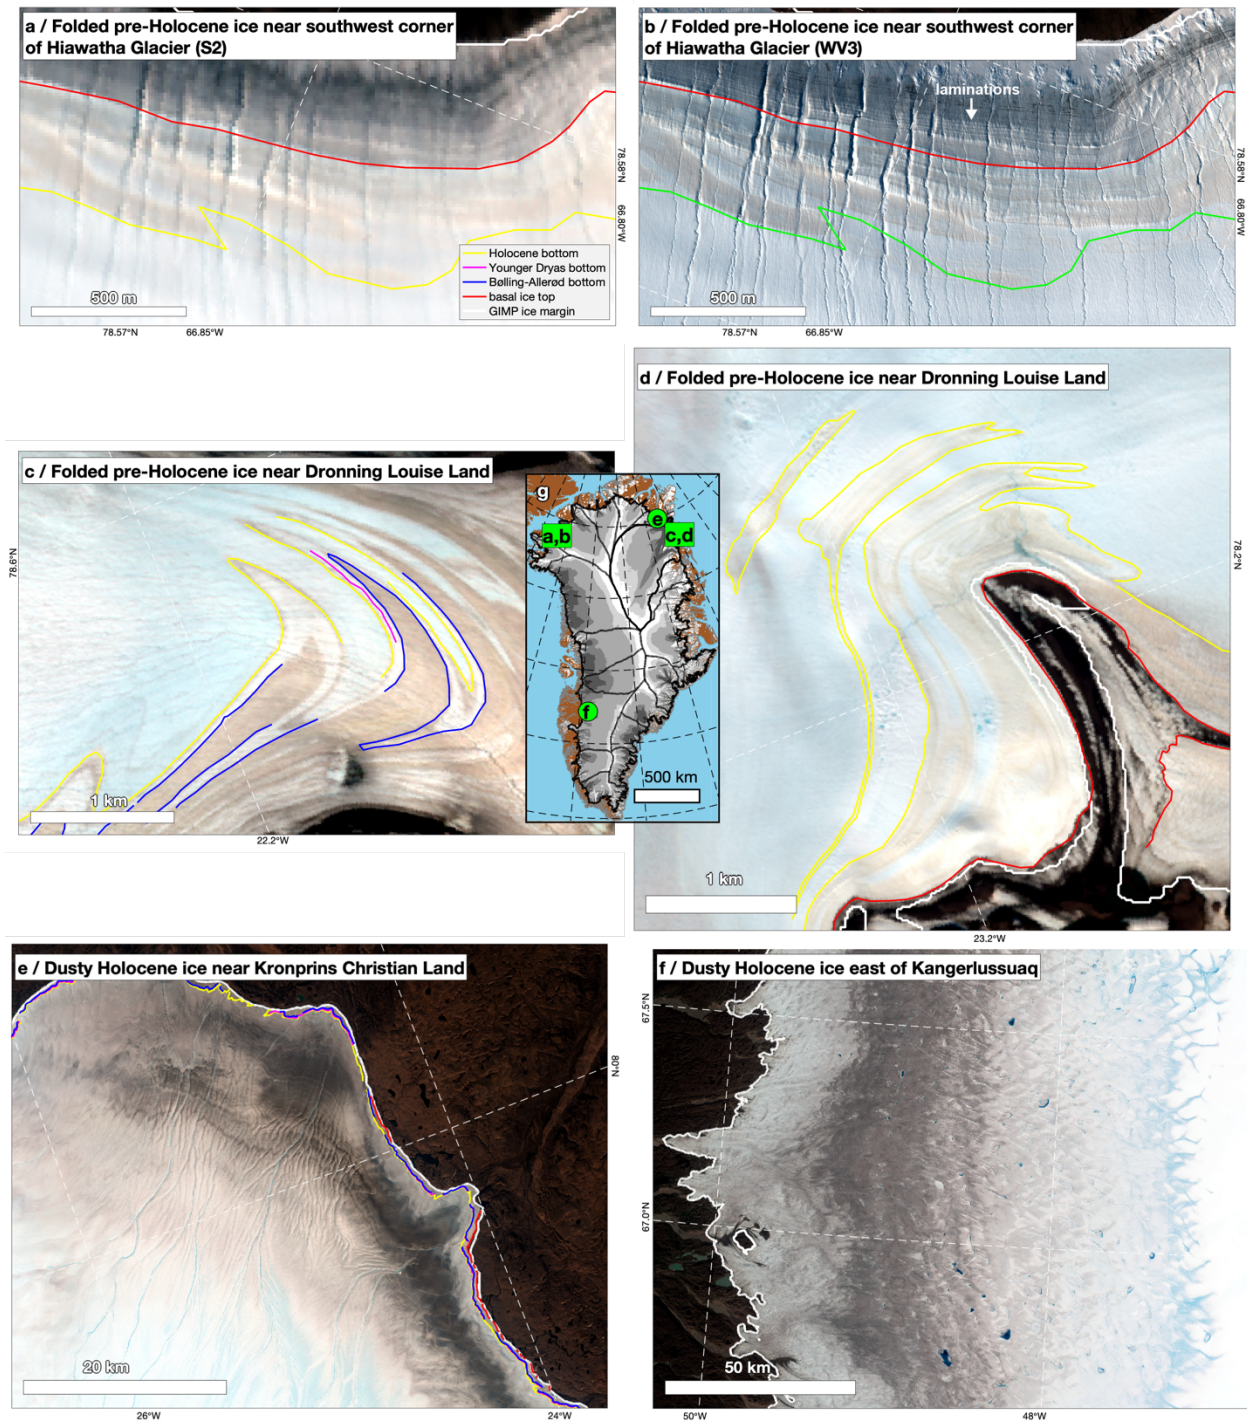 a / Folded pre-Holocene ice near southwest corner
of Hiawatha Glacier (S2)
Holocene bottom
Younger Dryas bottom
Bølling-Allerød bottom
basal ice top
GIMP ice margin
500 m
78.57°N
66.85°W
78.58°N
66.80°W
b / Folded pre-Holocene ice near southwest corner
of Hiawatha Glacier (WV3)
laminations
500 m
78.57°N
66.85°W
78.58°N
66.80°W
c / Folded pre-Holocene ice near Dronning Louise Land
78.6°N
1 km
22.2°W
d / Folded pre-Holocene ice near Dronning Louise Land
78.2°N
1 km
23.2°W
g
a,b
e
c,d
f
500 km
e / Dusty Holocene ice near Kronprins Christian Land
80°N
20 km
26°W
24°W
f / Dusty Holocene ice east of Kangerlussuaq
67.5°N
67.0°N
50 km
50°W
48°W